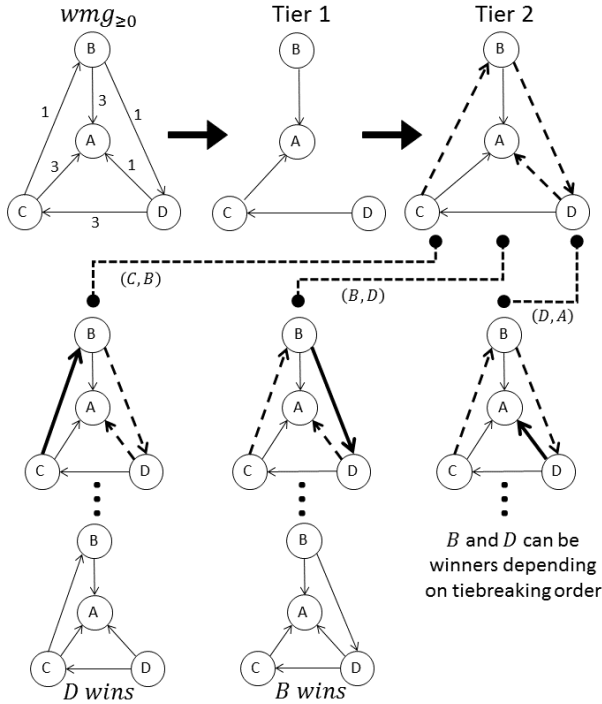 wmg≥0
Tier 1
Tier 2
B
B
B
1
3
1
A
A
A
3
1
C
D
C
D
C
D
3
(C, B)
(B, D)
(D, A)
B
B
B
A
A
A
C
D
C
D
C
D
B
B
A
A
C
D
C
D
D wins
B wins
B and D can be
winners depending
on tiebreaking order